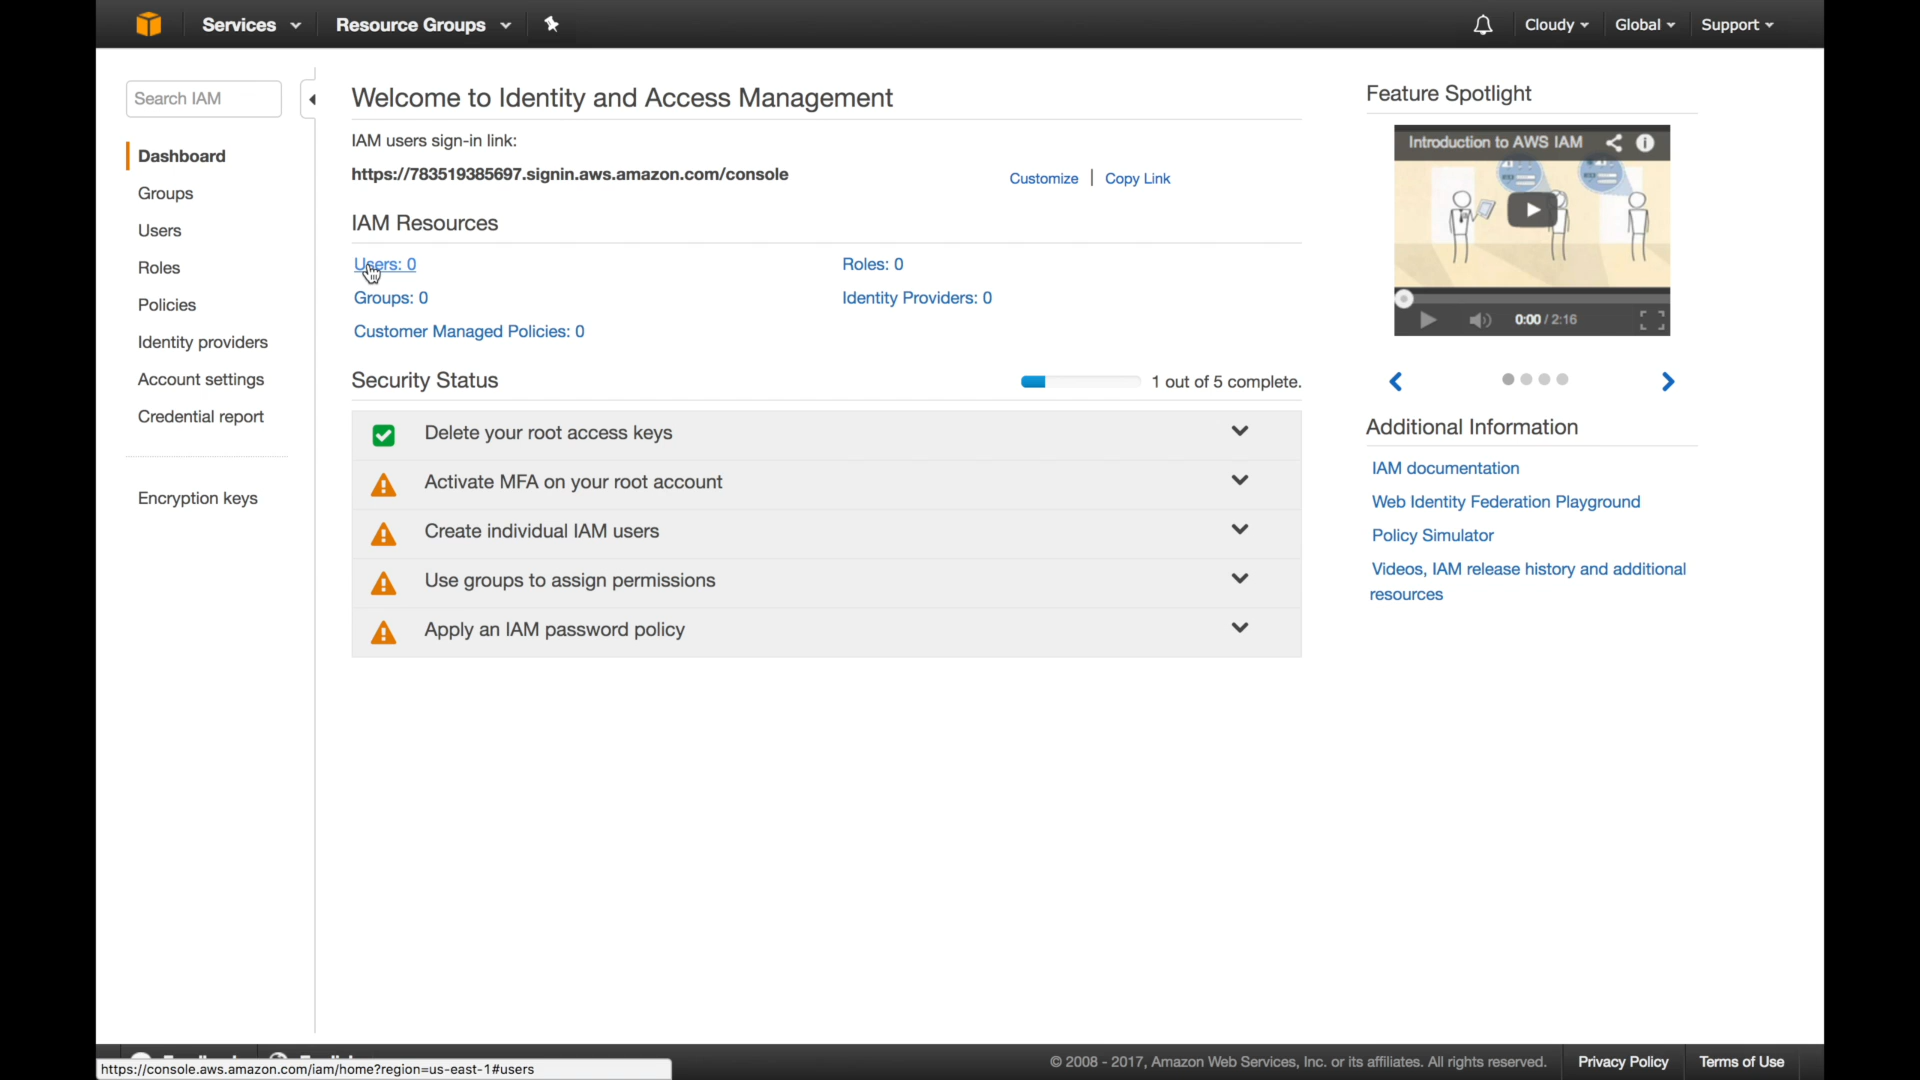 Services
Resource Groups
Cloudy
Global
Support
Search IAM
Dashboard
Groups
Users
Roles
Policies
Identity providers
Account settings
Credential report
Encryption keys
Welcome to Identity and Access Management
IAM users sign-in link:
https://783519385697.signin.aws.amazon.com/console
Customize | Copy Link
IAM Resources
Users: 0
Roles: 0
Groups: 0
Identity Providers: 0
Customer Managed Policies: 0
Security Status
1 out of 5 complete.
Delete your root access keys
Activate MFA on your root account
Create individual IAM users
Use groups to assign permissions
Apply an IAM password policy
Feature Spotlight
Introduction to AWS IAM
0:00 / 2:16
Additional Information
IAM documentation
Web Identity Federation Playground
Policy Simulator
Videos, IAM release history and additional
resources
https://console.aws.amazon.com/iam/home?region=us-east-1#users
© 2008 - 2017, Amazon Web Services, Inc. or its affiliates. All rights reserved.
Privacy Policy
Terms of Use